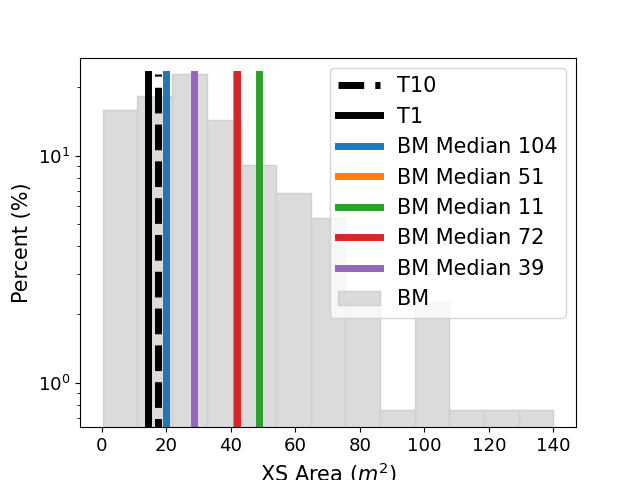 T10
T1
BM Median 104
BM Median 51
BM Median 11
BM Median 72
BM Median 39
BM
Percent (%)
10¹
10⁰
0 20 40 60 80 100 120 140
XS Area (m²)